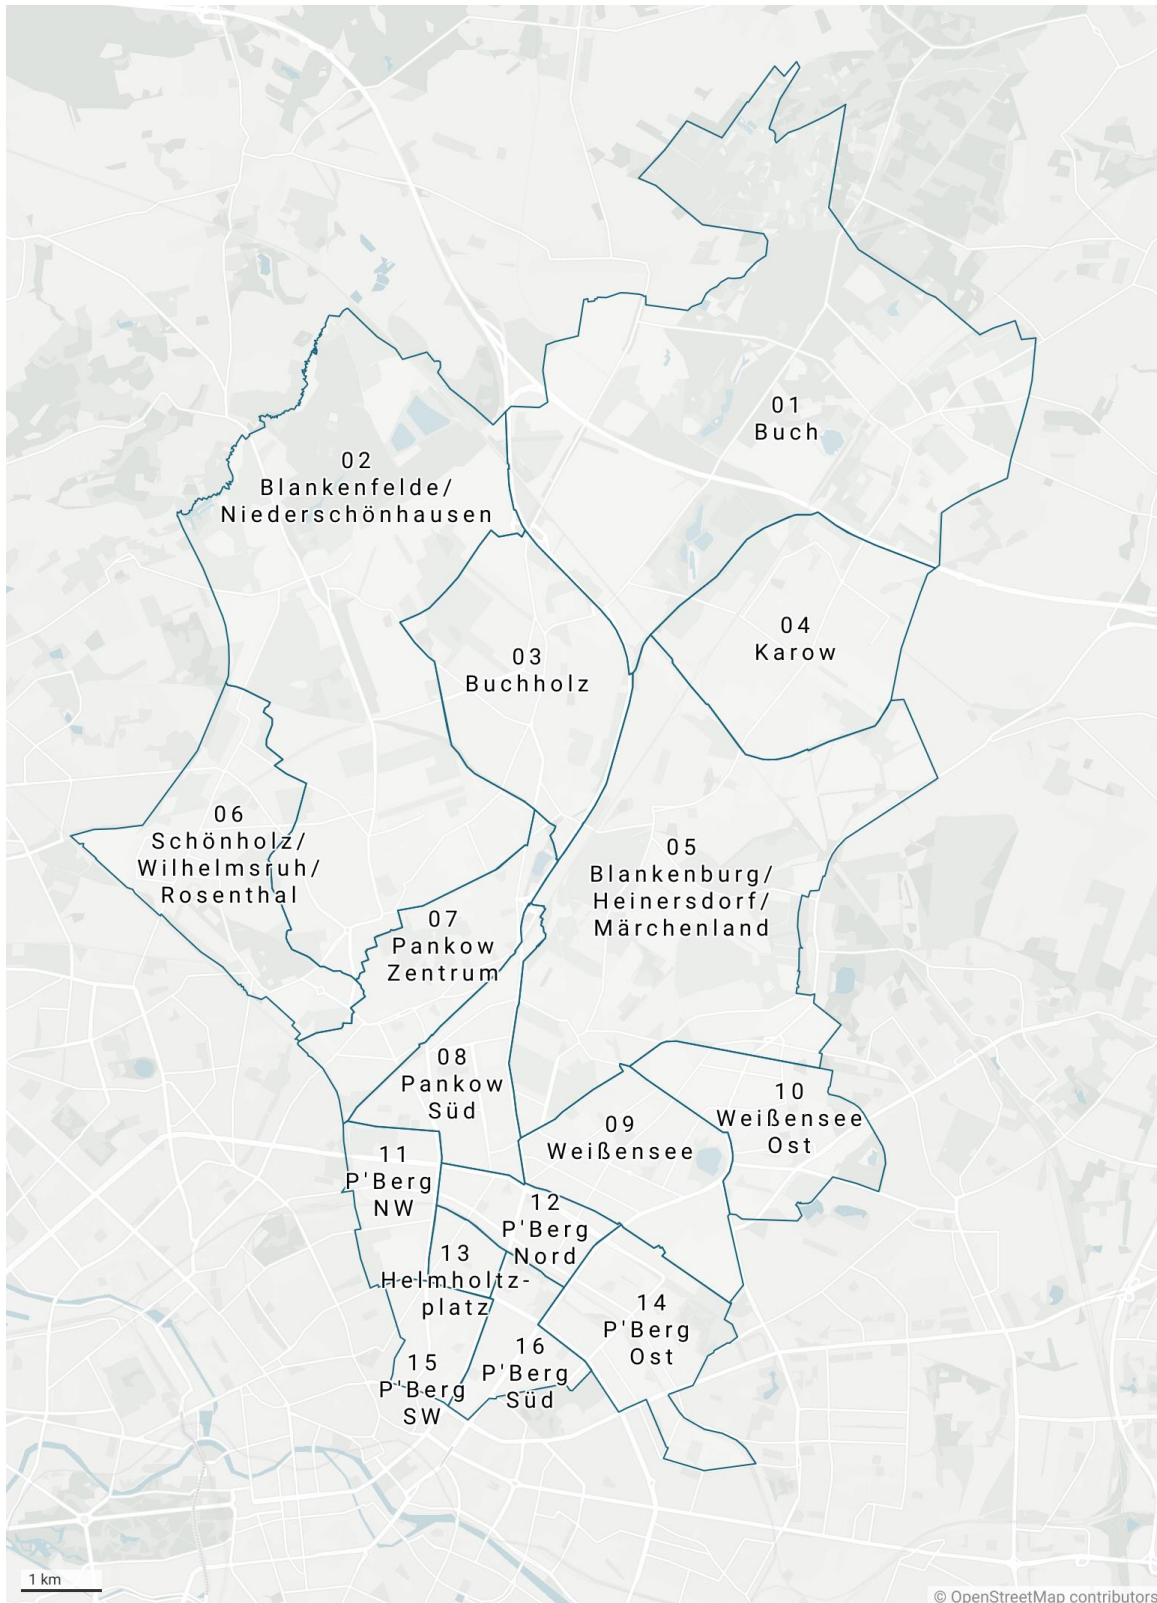 01
Buch
02
Blankenfelde/
Niederschönhausen
04
Karow
03
Buchholz
06
Schönholz/
Wilhelmsruh/
Rosenthal
05
Blankenburg/
Heinersdorf/
Märchenland
07
Pankow
Zentrum
08
Pankow
Süd
10
Weißensee
Ost
09
Weißensee
11
P'Berg
NW
12
P'Berg
Nord
13
Helmholtz-
platz
14
P'Berg
Ost
16
P'Berg
Süd
15
P'Berg
SW
1 km
© OpenStreetMap contributors